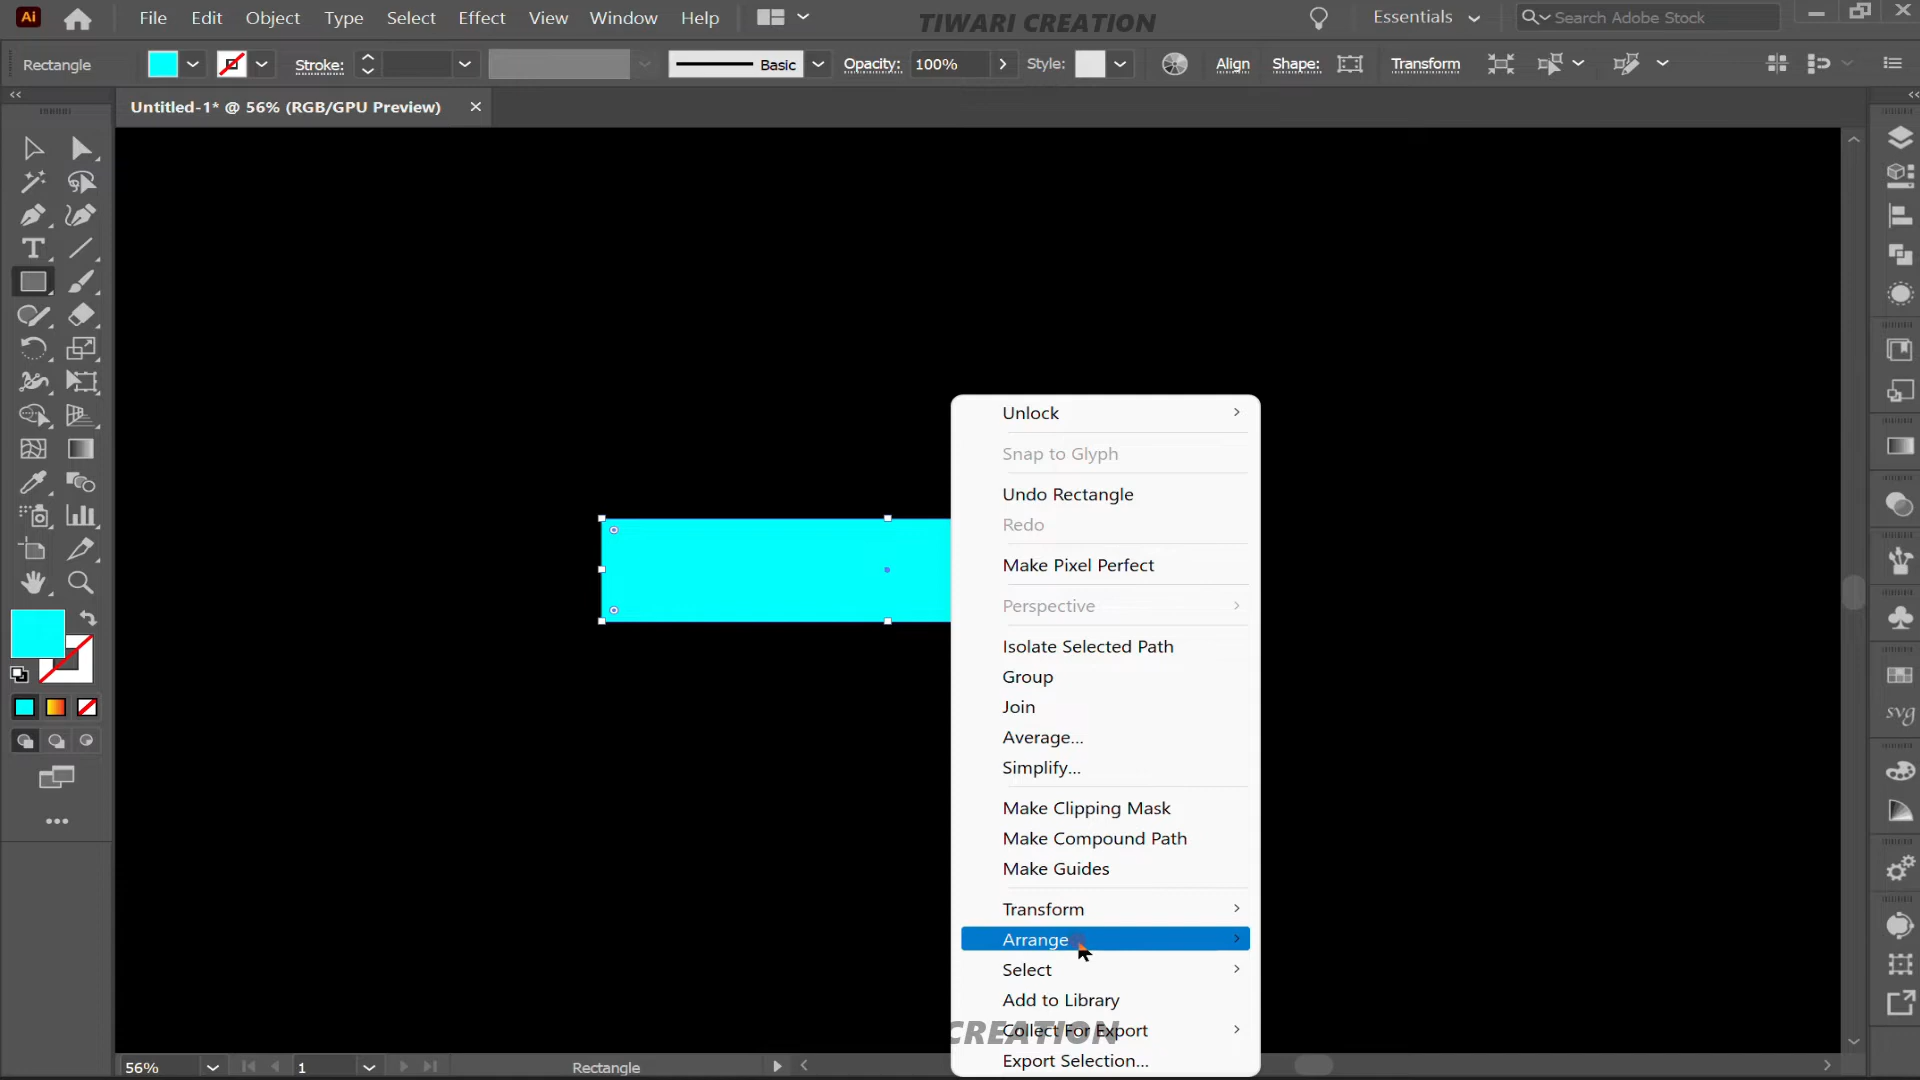 Ai File Edit Object Type Select Effect View Window Help TIWARI CREATION Essentials Search Adobe Stock
Rectangle Stroke: Basic Opacity: 100% Style: Align Shape: Transform
Untitled-1* @ 56% (RGB/GPU Preview)
Unlock
Snap to Glyph
Undo Rectangle
Redo
Make Pixel Perfect
Perspective
Isolate Selected Path
Group
Join
Average...
Simplify...
Make Clipping Mask
Make Compound Path
Make Guides
Transform
Arrange
Select
Add to Library
Collect For Export
CREATION
Export Selection...
svg
56% 1 Rectangle